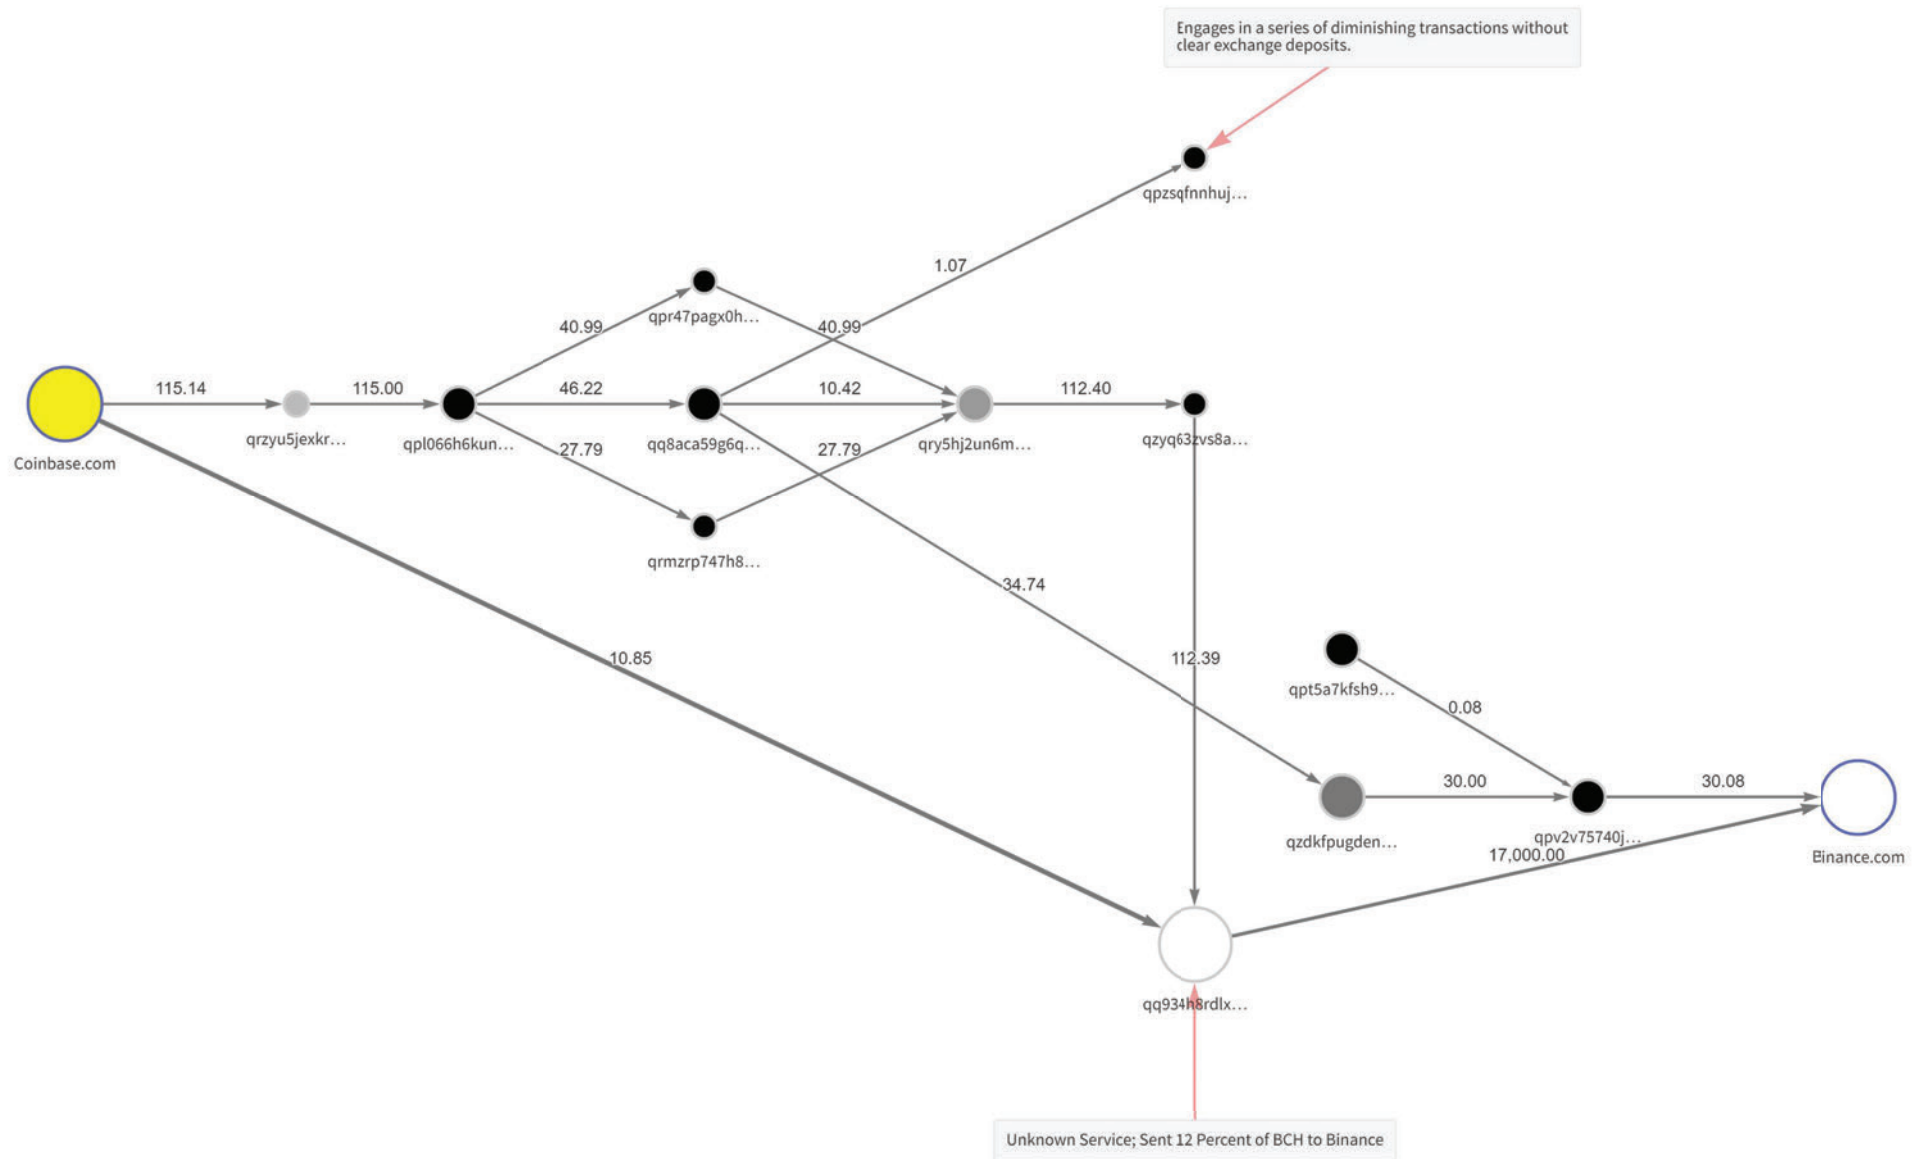 Engages in a series of diminishing transactions without
clear exchange deposits.
qpzsqfnnhuj...
1.07
qpr47pagx0h...
40.99
40.99
115.14
115.00
46.22
10.42
112.40
Coinbase.com
qrzyu5jexkr...
qpl066h6kun...
qq8aca59g6q...
qry5hj2un6m...
qzyq63zvs8a...
27.79
27.79
qrmzrp747h8...
34.74
10.85
112.39
qpt5a7kfsh9...
0.08
30.00
30.08
qzdkfpugden...
qpv2v75740j...
17,000.00
Binance.com
qq934h8rdlx...
Unknown Service; Sent 12 Percent of BCH to Binance